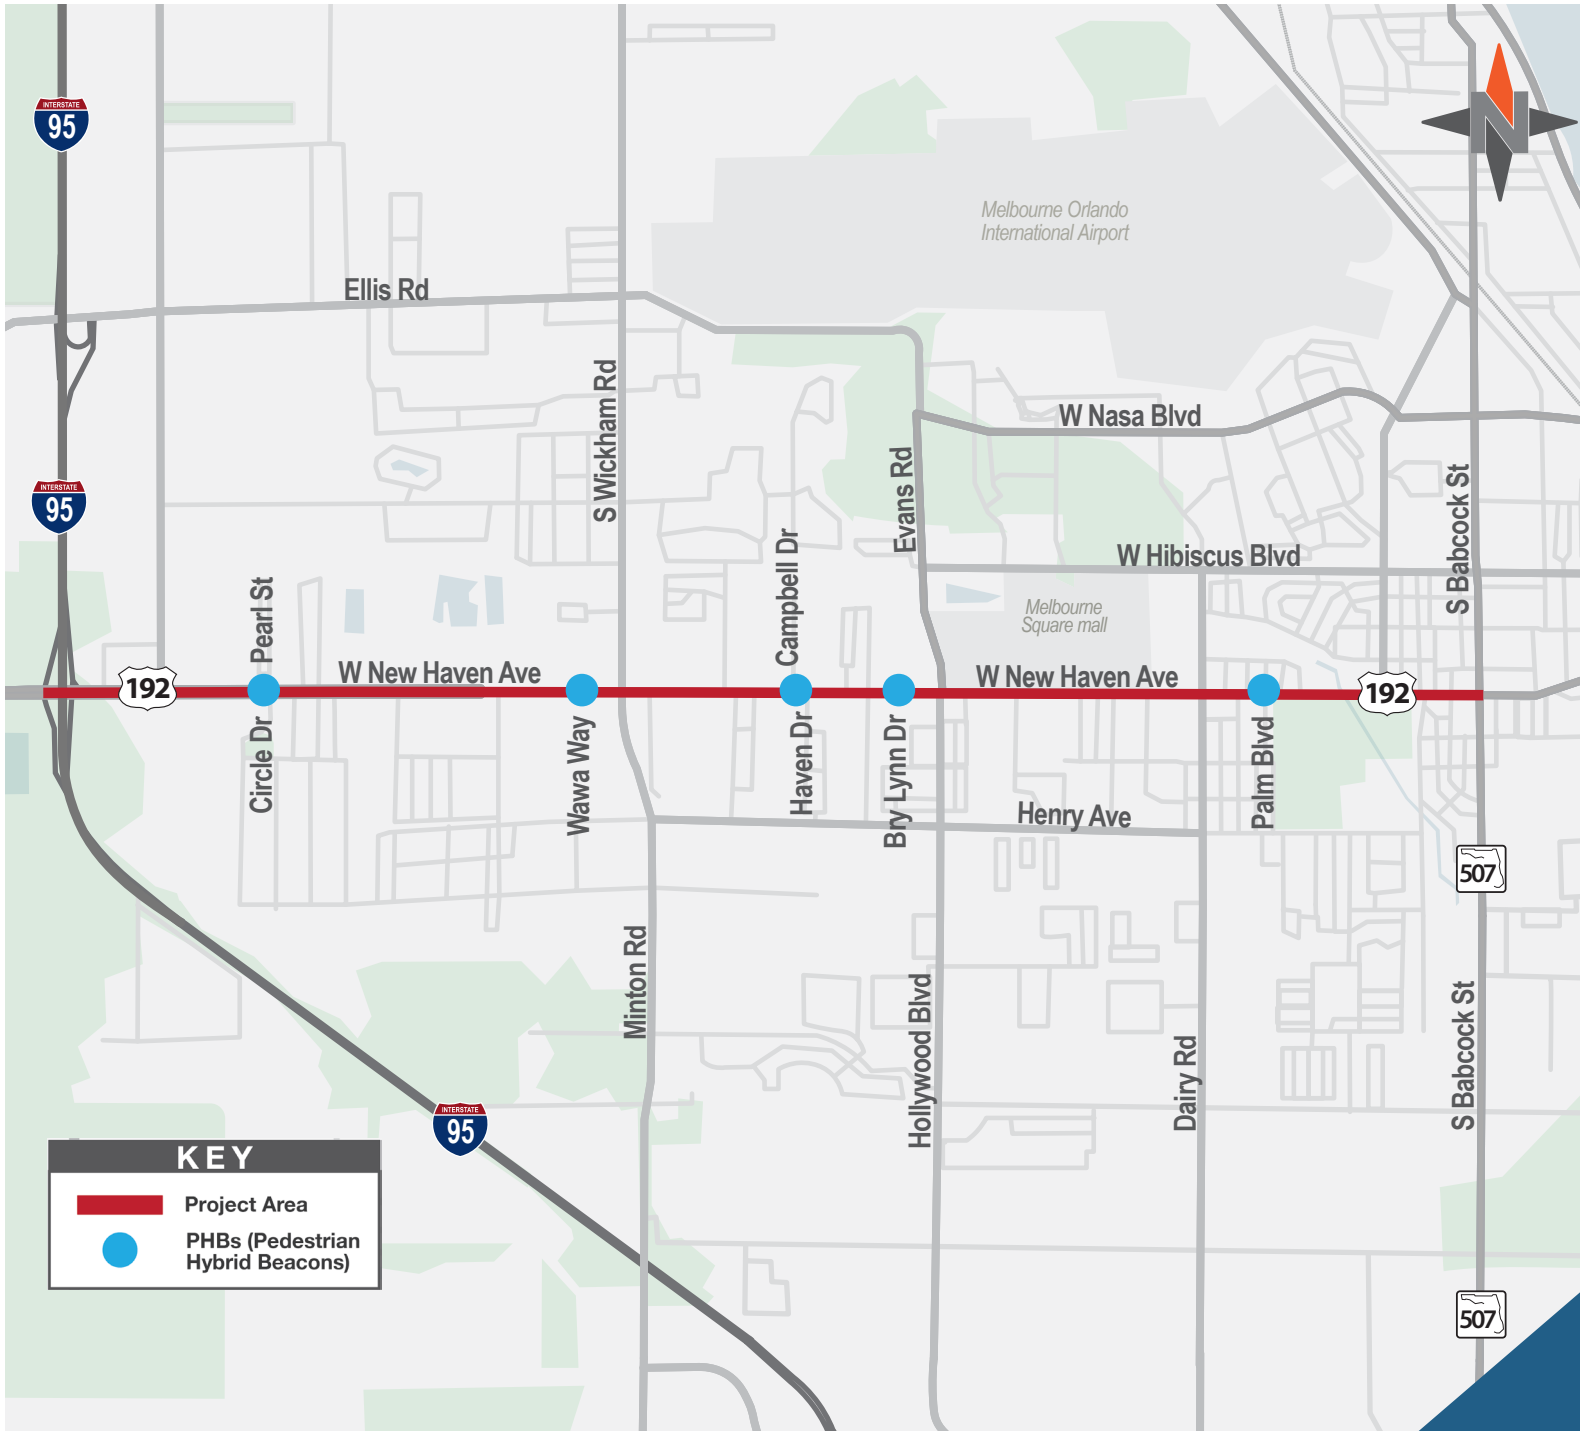 INTERSTATE
95
N
Melbourne Orlando
International Airport
Ellis Rd
S Wickham Rd
W Nasa Blvd
INTERSTATE
95
Evans Rd
S Babcock St
W Hibiscus Blvd
Campbell Dr
Pearl St
Melbourne
Square mall
W New Haven Ave
W New Haven Ave
192
192
Circle Dr
Wawa Way
Haven Dr
Bry Lynn Dr
Palm Blvd
Henry Ave
507
Minton Rd
Hollywood Blvd
Dairy Rd
S Babcock St
INTERSTATE
95
KEY
Project Area
PHBs (Pedestrian
Hybrid Beacons)
507